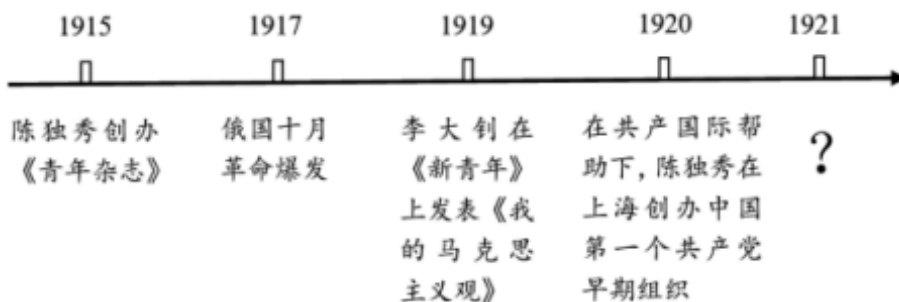 1915
1917
1919
1920
1921
陈独秀创办
《青年杂志》
俄国十月
革命爆发
李大钊在
《新青年》
上发表《我
的马克思
主义观》
在共产国际帮
助下，陈独秀在
上海创办中国
第一个共产党
早期组织
？